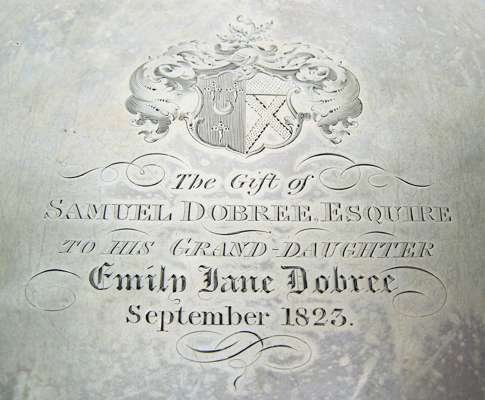 The Gift of
SAMUEL DOBREE, ESQUIRE
TO HIS GRAND-DAUGHTER
Emily Jane Dobree
September 1823.